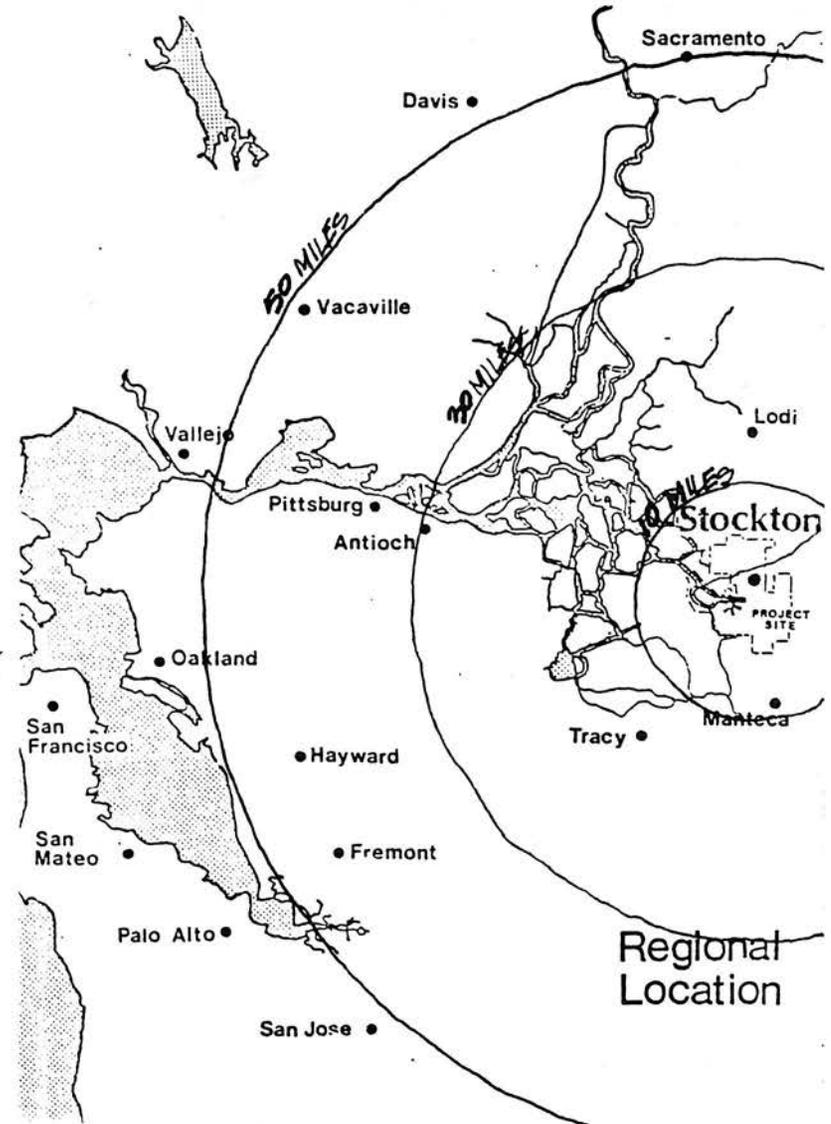 Sacramento
Davis
50 MILES
Vacaville
30 MILES
Lodi
Vallejo
10 MILES
Pittsburg
Stockton
Antioch
PROJECT
SITE
Oakland
San
Francisco
Manteca
Tracy
Hayward
San
Mateo
Fremont
Palo Alto
Regional
Location
San Jose